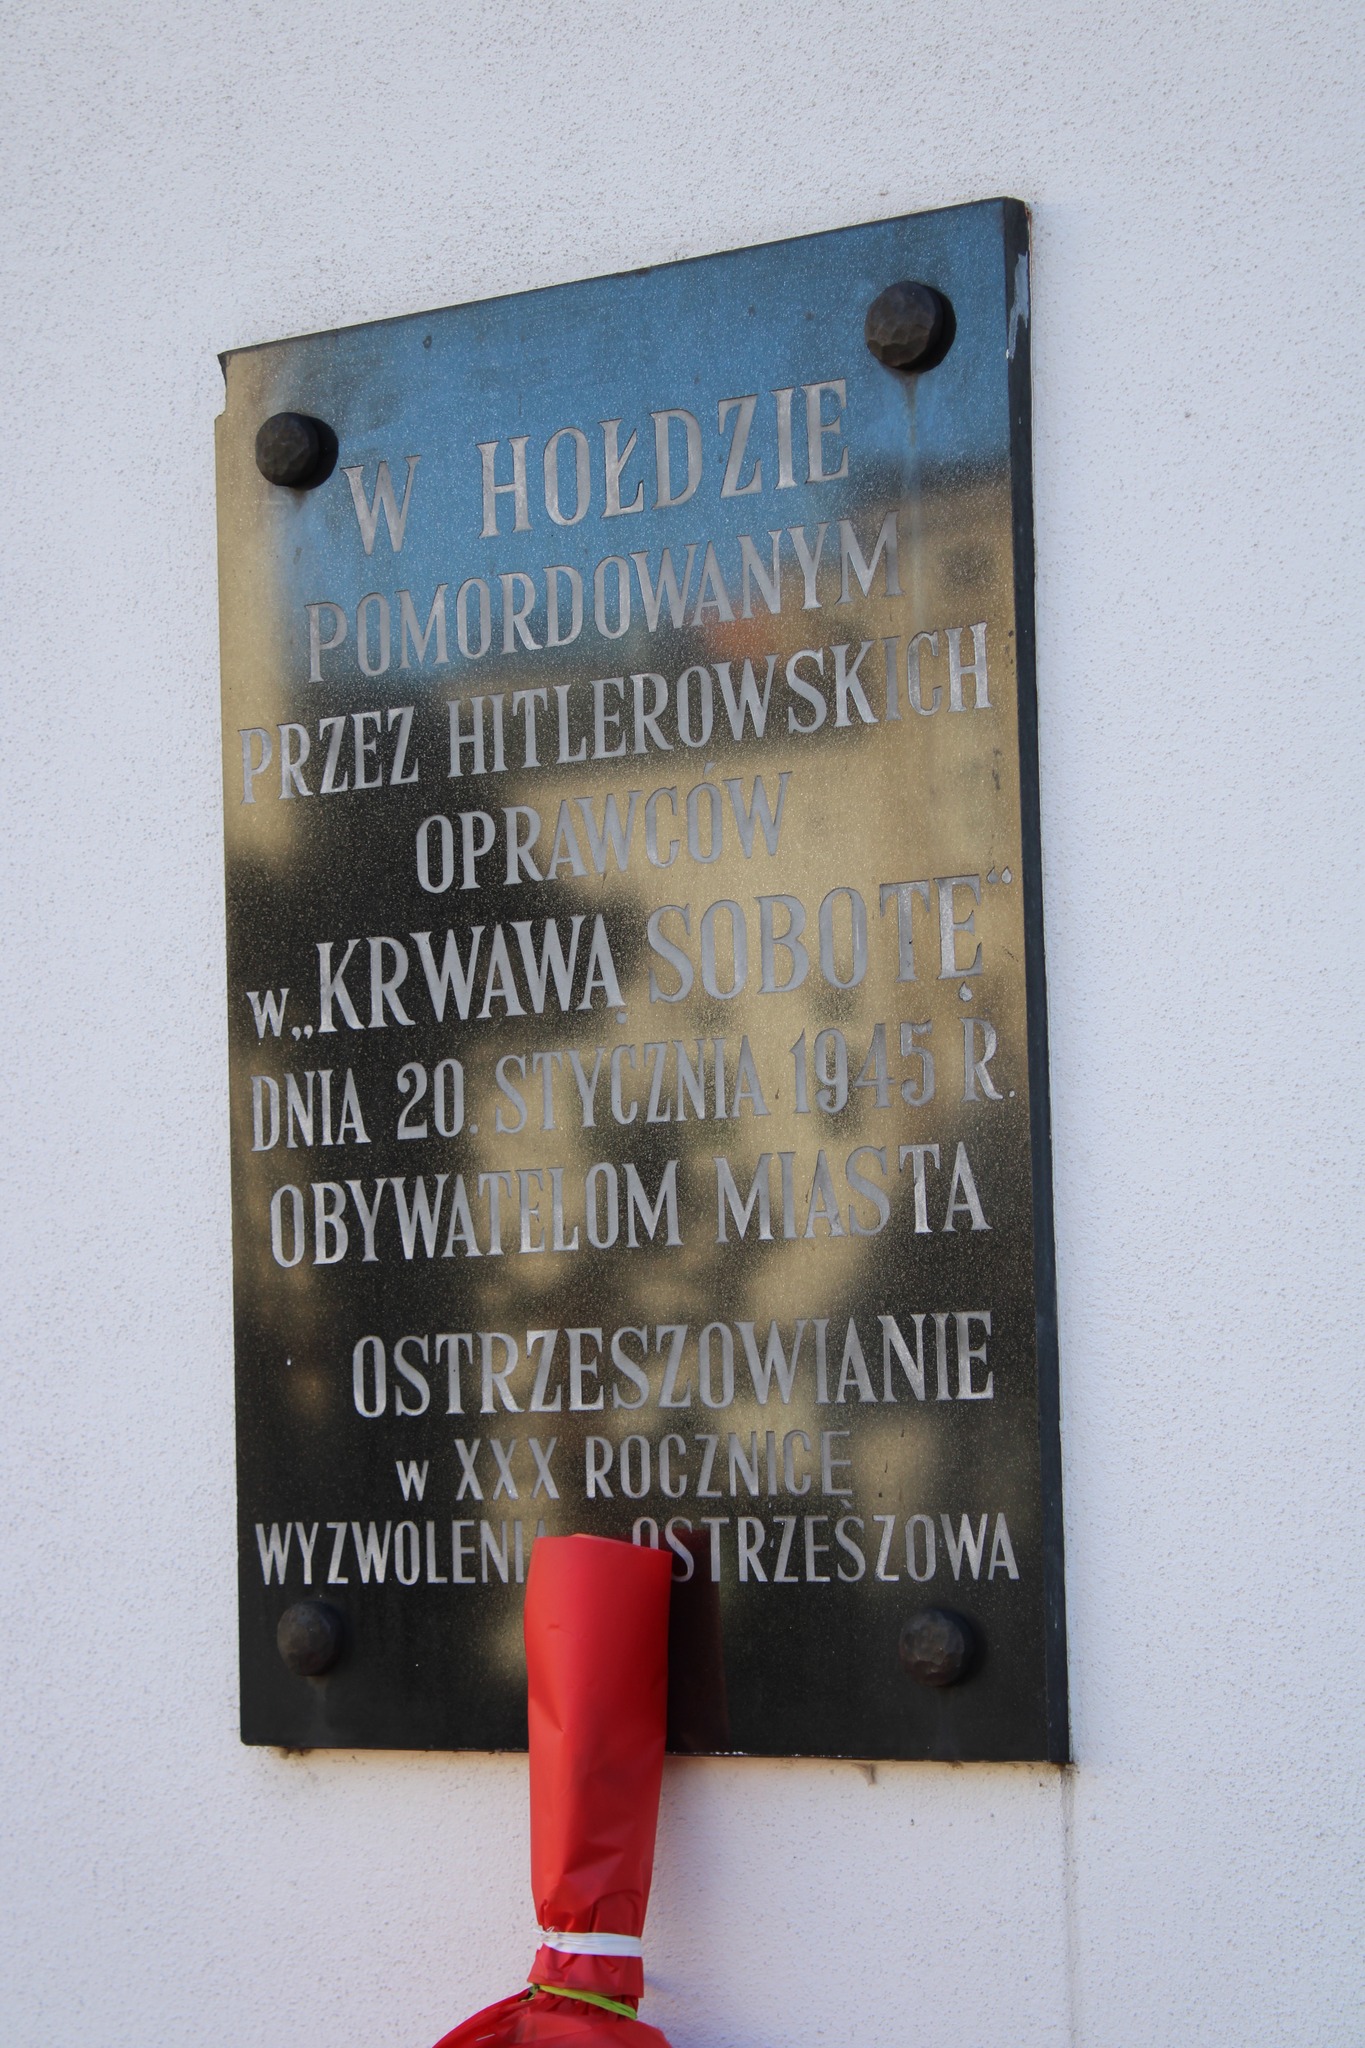 W HOŁDZIE
POMORDOWANYM
PRZEZ HITLEROWSKICH
OPRAWCÓW
w „KRWAWĄ SOBOTĘ“
DNIA 20. STYCZNIA 1945 R.
OBYWATELOM MIASTA
OSTRZESZOWIANIE
w XXX ROCZNICĘ
WYZWOLENIA OSTRZESZOWA